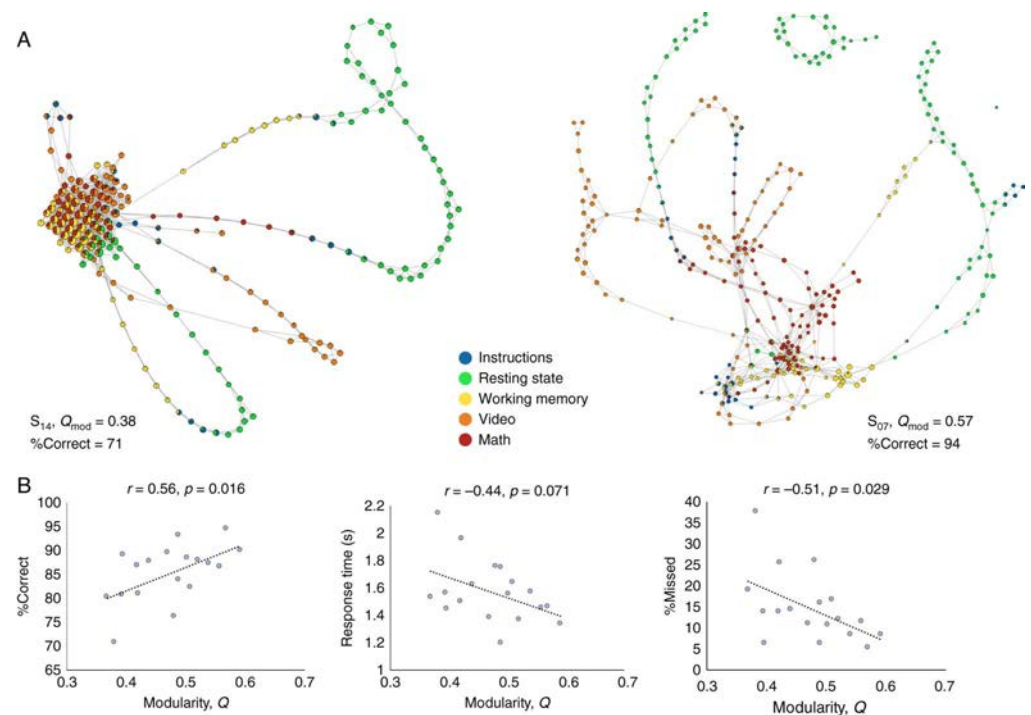 A
Instructions
Resting state
Working memory
Video
Math
S14, Qmod = 0.38
%Correct = 71
S07, Qmod = 0.57
%Correct = 94
B
r = 0.56, p = 0.016
100
95
90
85
80
75
70
65
%Correct
0.3 0.4 0.5 0.6 0.7
Modularity, Q
r = –0.44, p = 0.071
2.2
2
1.8
1.6
1.4
1.2
1
Response time (s)
0.3 0.4 0.5 0.6 0.7
Modularity, Q
r = –0.51, p = 0.029
40
35
30
25
20
15
10
5
0
%Missed
0.3 0.4 0.5 0.6 0.7
Modularity, Q